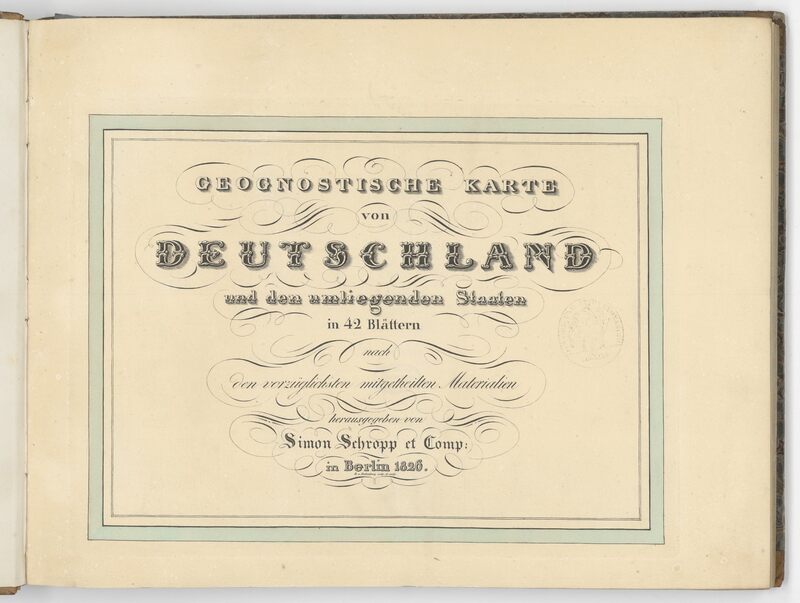 GEOGNOSTISCHE KARTE
von
DEUTSCHLAND
und den umliegenden Staaten
in 42 Blättern
nach
den vorzüglichsten mitgetheilten Materialien
herausgegeben von
Simon Schropp et Comp:
in Berlin 1826.